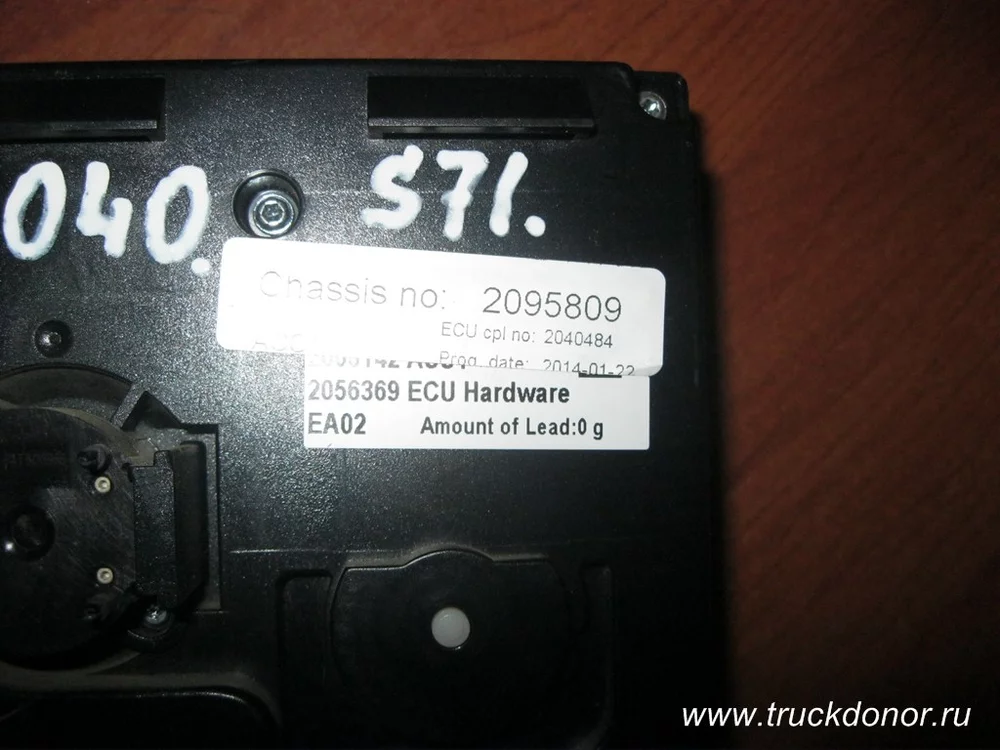 040. S71.
Chassis no: 2095809
ECU cpl no: 2040484
Prog. date: 2014-01-22
2056369 ECU Hardware
EA02 Amount of Lead:0 g
www.truckdonor.ru